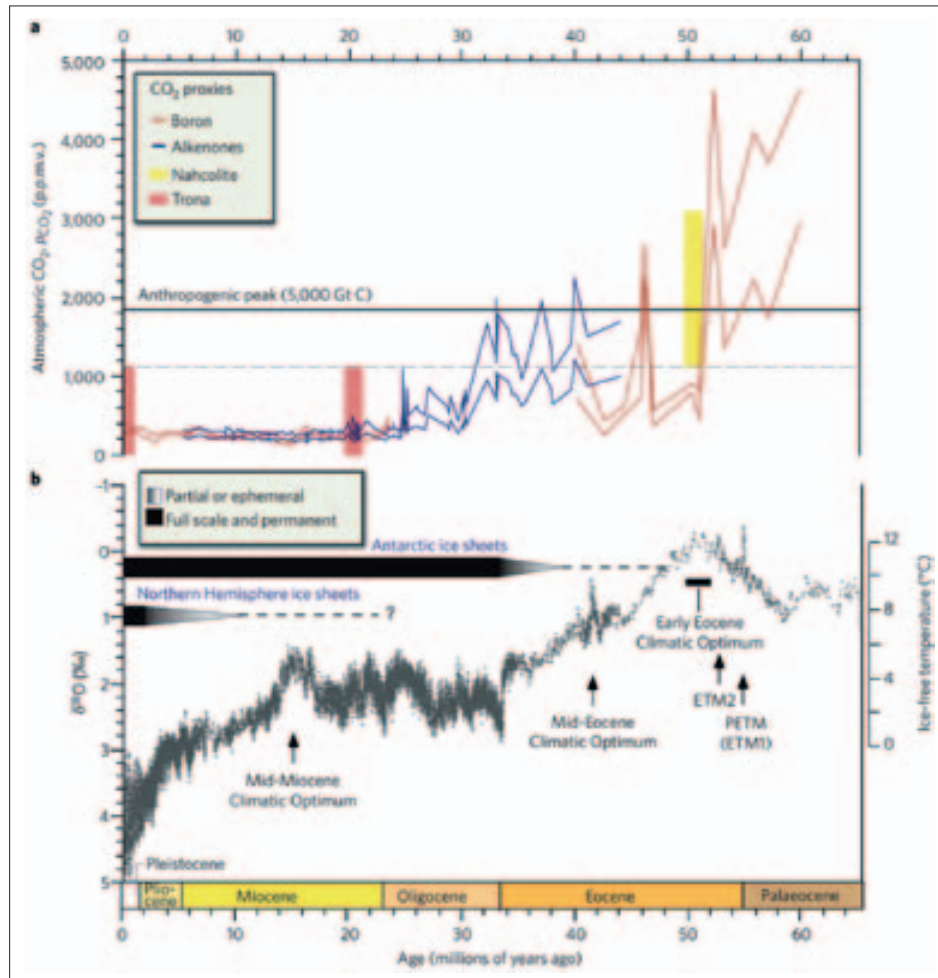 a
0 10 20 30 40 50 60
5,000
4,000
3,000
2,000
1,000
0
Atmospheric CO2, PCO2 (p.p.m.v.)
CO2 proxies
Boron
Alkenones
Nahcolite
Trona
Anthropogenic peak (5,000 Gt C)
b
-1
0
1
2
3
4
5
δ18O (‰)
Partial or ephemeral
Full scale and permanent
Antarctic ice sheets
Northern Hemisphere ice sheets
?
12
8
4
0
Ice-free temperature (°C)
Early Eocene
Climatic Optimum
ETM2
PETM
(ETM1)
Mid-Eocene
Climatic Optimum
Mid-Miocene
Climatic Optimum
Pleistocene
Plio-
cene
Miocene
Oligocene
Eocene
Palaeocene
0 10 20 30 40 50 60
Age (millions of years ago)